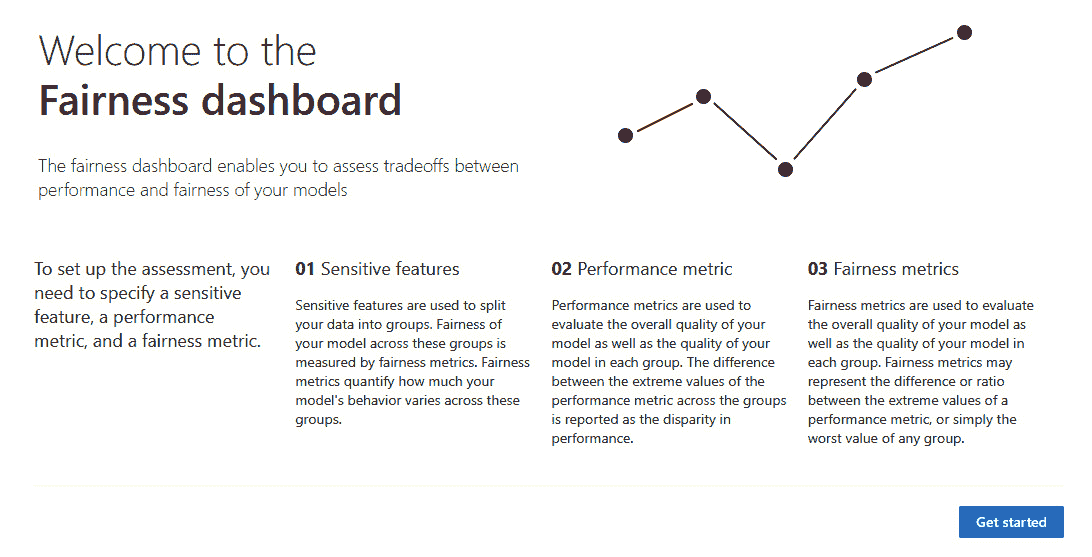 Welcome to the
Fairness dashboard
The fairness dashboard enables you to assess tradeoffs between
performance and fairness of your models
To set up the assessment, you
need to specify a sensitive
feature, a performance
metric, and a fairness metric.
01 Sensitive features
Sensitive features are used to split
your data into groups. Fairness of
your model across these groups is
measured by fairness metrics. Fairness
metrics quantify how much your
model's behavior varies across these
groups.
02 Performance metric
Performance metrics are used to
evaluate the overall quality of your
model as well as the quality of your
model in each group. The difference
between the extreme values of the
performance metric across the groups
is reported as the disparity in
performance.
03 Fairness metrics
Fairness metrics are used to evaluate
the overall quality of your model as
well as the quality of your model in
each group. Fairness metrics may
represent the difference or ratio
between the extreme values of a
performance metric, or simply the
worst value of any group.
Get started